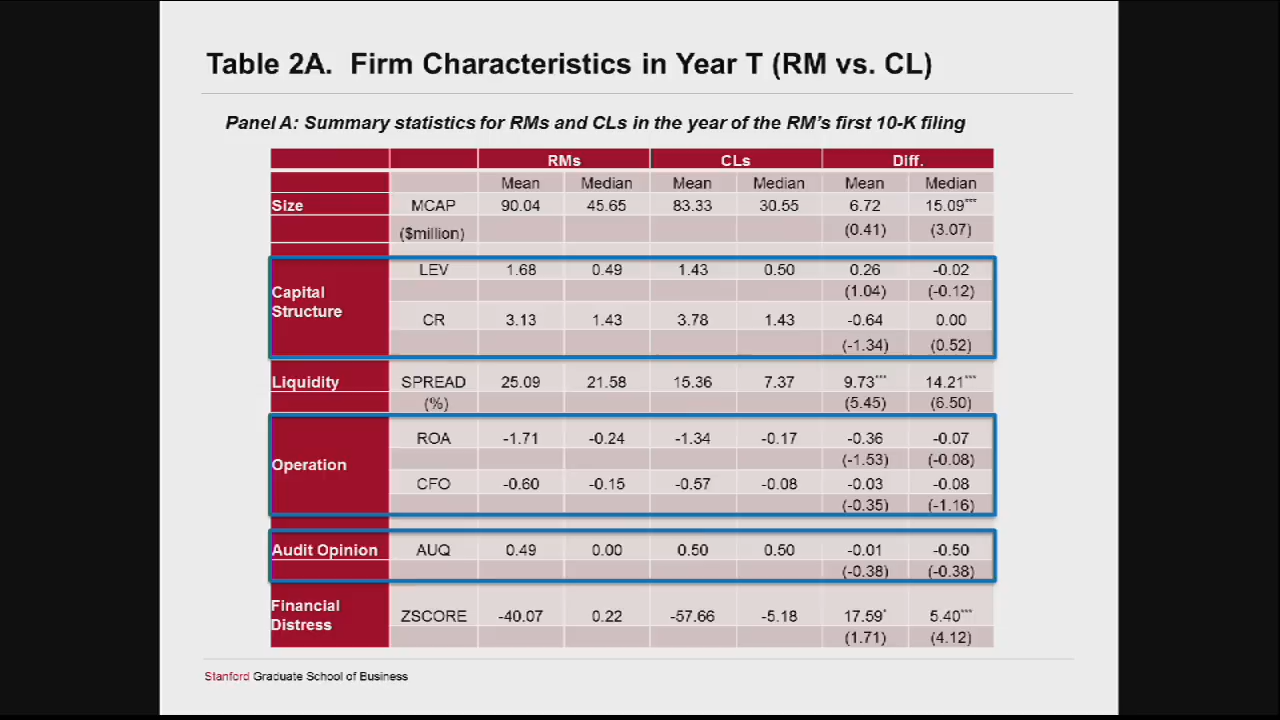 Table 2A. Firm Characteristics in Year T (RM vs. CL)
Panel A: Summary statistics for RMs and CLs in the year of the RM's first 10-K filing
RMs CLs Diff.
Mean Median Mean Median Mean Median
Size MCAP 90.04 45.65 83.33 30.55 6.72 15.09***
($million) (0.41) (3.07)
LEV 1.68 0.49 1.43 0.50 0.26 -0.02
Capital Structure (1.04) (-0.12)
CR 3.13 1.43 3.78 1.43 -0.64 0.00
(-1.34) (0.52)
Liquidity SPREAD 25.09 21.58 15.36 7.37 9.73*** 14.21***
(%) (5.45) (6.50)
ROA -1.71 -0.24 -1.34 -0.17 -0.36 -0.07
Operation (-1.53) (-0.08)
CFO -0.60 -0.15 -0.57 -0.08 -0.03 -0.08
(-0.35) (-1.16)
Audit Opinion AUQ 0.49 0.00 0.50 0.50 -0.01 -0.50
(-0.38) (-0.38)
Financial Distress ZSCORE -40.07 0.22 -57.66 -5.18 17.59* 5.40***
(1.71) (4.12)
Stanford Graduate School of Business